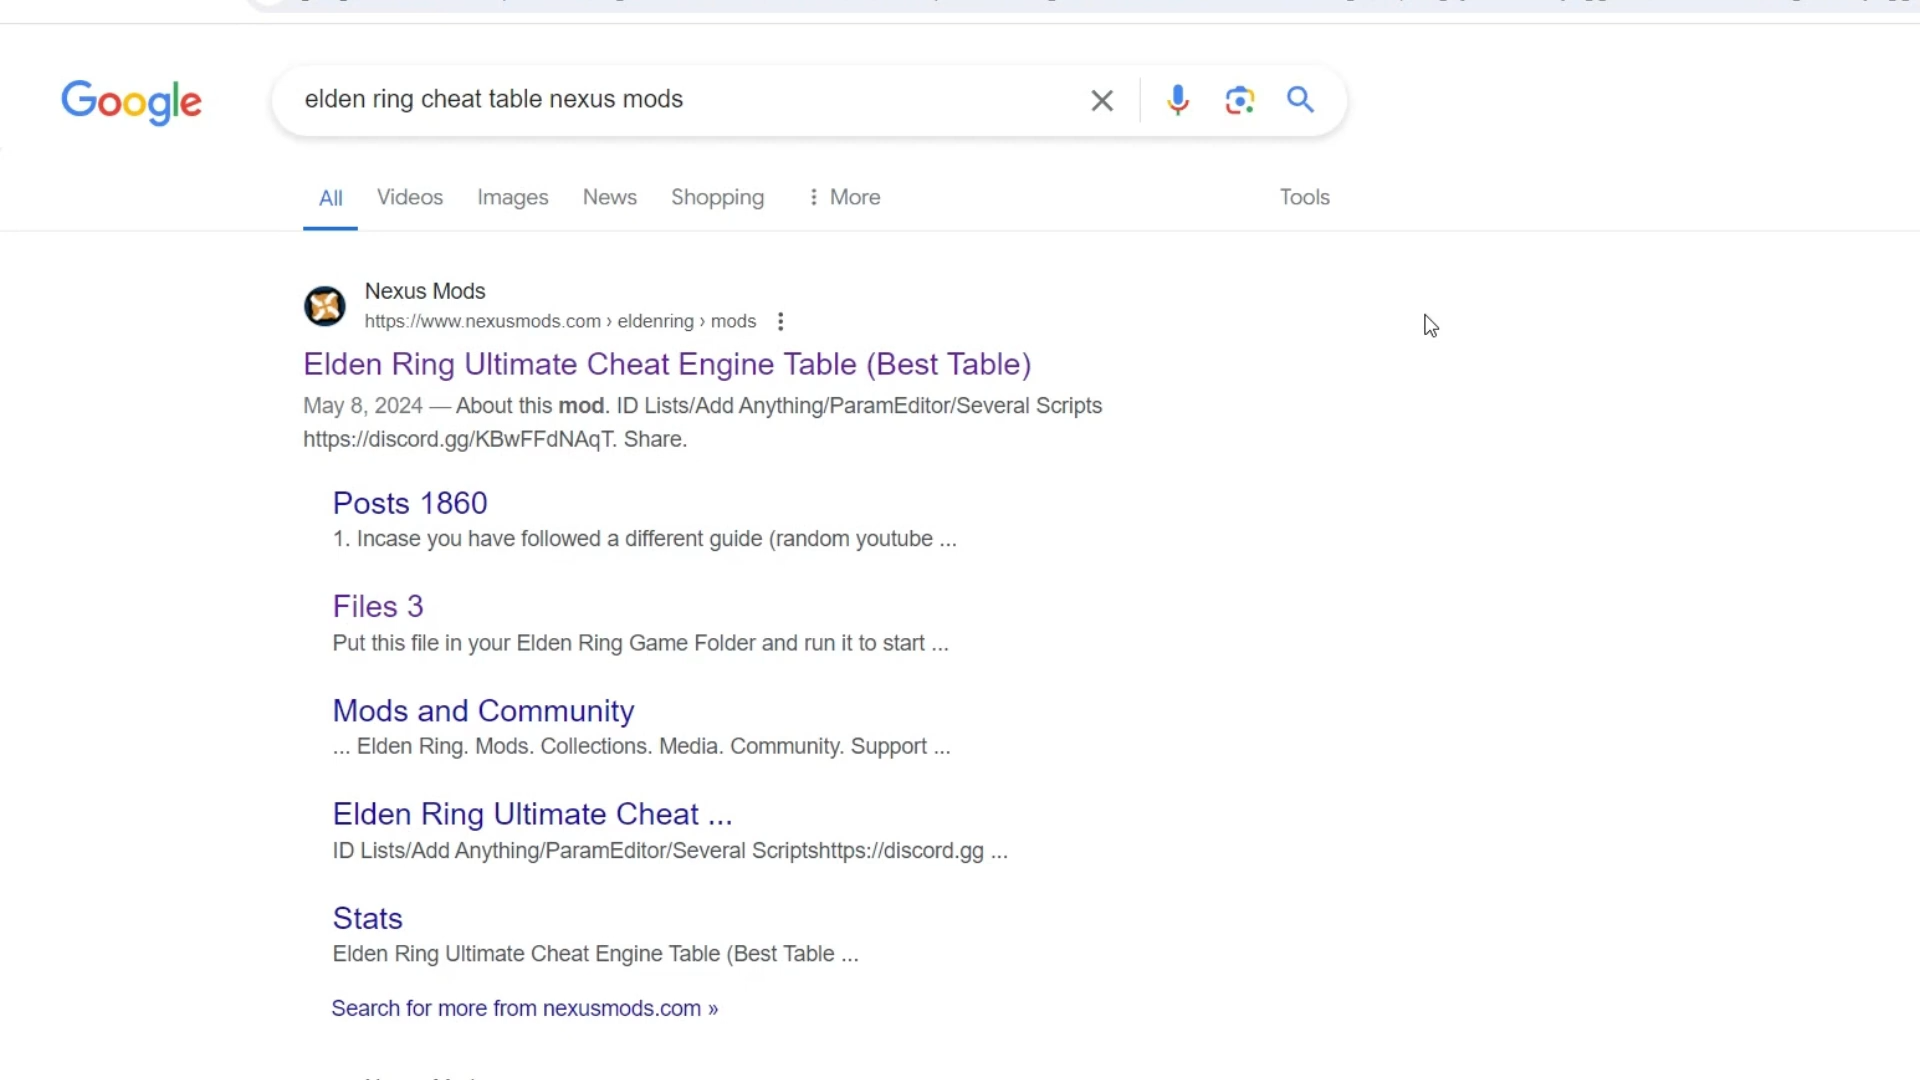 Google
elden ring cheat table nexus mods
All
Videos
Images
News
Shopping
More
Tools
Nexus Mods
https://www.nexusmods.com › eldenring › mods
Elden Ring Ultimate Cheat Engine Table (Best Table)
May 8, 2024 — About this mod. ID Lists/Add Anything/ParamEditor/Several Scripts
https://discord.gg/KBwFFdNAqT. Share.
Posts 1860
1. Incase you have followed a different guide (random youtube ...
Files 3
Put this file in your Elden Ring Game Folder and run it to start ...
Mods and Community
... Elden Ring. Mods. Collections. Media. Community. Support ...
Elden Ring Ultimate Cheat ...
ID Lists/Add Anything/ParamEditor/Several Scriptshttps://discord.gg ...
Stats
Elden Ring Ultimate Cheat Engine Table (Best Table ...
Search for more from nexusmods.com »